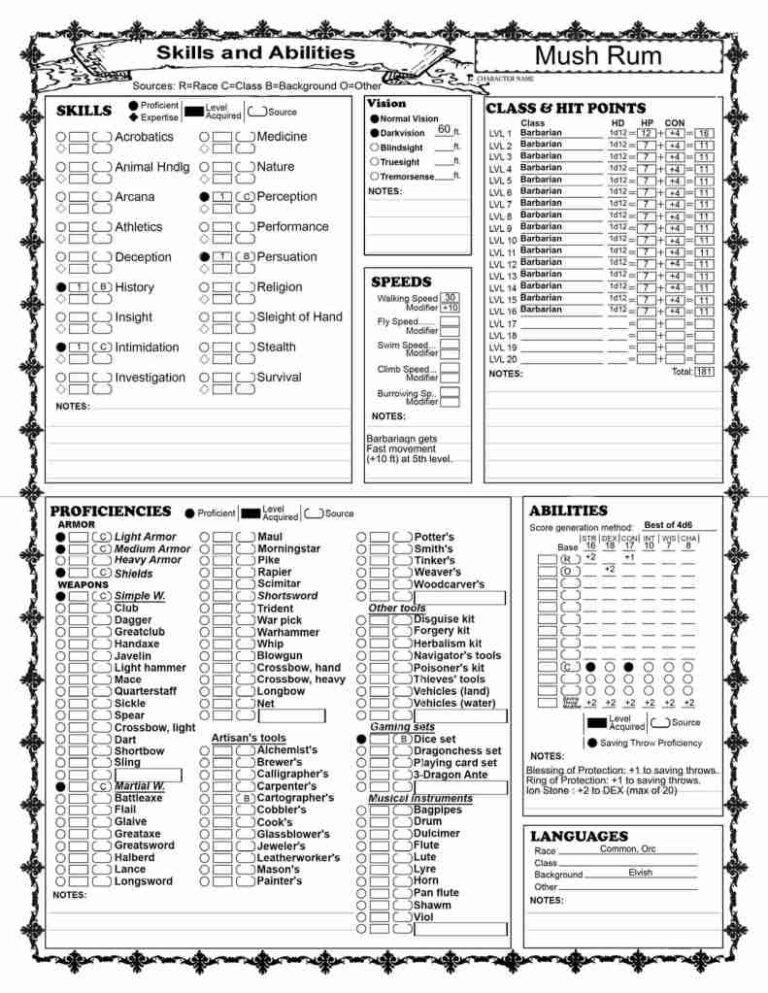 Skills and Abilities
Mush Rum
CHARACTER NAME
Sources: R=Race C=Class B=Background O=Other
SKILLS
Proficient
Expertise
Level Acquired
Source
Acrobatics
Medicine
Animal Hndlg
Nature
Arcana
1 C Perception
Athletics
Performance
Deception
1 B Persuation
1 B History
Religion
Insight
Sleight of Hand
1 C Intimidation
Stealth
Investigation
Survival
NOTES:
Vision
Normal Vision
Darkvision 60 ft.
Blindsight ft.
Truesight ft.
Tremorsense ft.
NOTES:
SPEEDS
Walking Speed 30
Modifier +10
Fly Speed......
Modifier
Swim Speed...
Modifier
Climb Speed...
Modifier
Burrowing Sp..
Modifier
NOTES:
Barbariaqn gets
Fast movement
(+10 ft) at 5th level.
CLASS & HIT POINTS
Class HD HP CON
LVL 1 Barbarian 1d12 = 12 + +4 = 16
LVL 2 Barbarian 1d12 = 7 + +4 = 11
LVL 3 Barbarian 1d12 = 7 + +4 = 11
LVL 4 Barbarian 1d12 = 7 + +4 = 11
LVL 5 Barbarian 1d12 = 7 + +4 = 11
LVL 6 Barbarian 1d12 = 7 + +4 = 11
LVL 7 Barbarian 1d12 = 7 + +4 = 11
LVL 8 Barbarian 1d12 = 7 + +4 = 11
LVL 9 Barbarian 1d12 = 7 + +4 = 11
LVL 10 Barbarian 1d12 = 7 + +4 = 11
LVL 11 Barbarian 1d12 = 7 + +4 = 11
LVL 12 Barbarian 1d12 = 7 + +4 = 11
LVL 13 Barbarian 1d12 = 7 + +4 = 11
LVL 14 Barbarian 1d12 = 7 + +4 = 11
LVL 15 Barbarian 1d12 = 7 + +4 = 11
LVL 16 Barbarian 1d12 = 7 + +4 = 11
LVL 17 = + =
LVL 18 = + =
LVL 19 = + =
LVL 20 = + =
NOTES:
Total: 181
PROFICIENCIES
Proficient
Level Acquired
Source
ARMOR
C Light Armor
C Medium Armor
Heavy Armor
C Shields
WEAPONS
C Simple W.
Club
Dagger
Greatclub
Handaxe
Javelin
Light hammer
Mace
Quarterstaff
Sickle
Spear
Crossbow, light
Dart
Shortbow
Sling
C Martial W.
Battleaxe
Flail
Glaive
Greataxe
Greatsword
Halberd
Lance
Longsword
NOTES:
Maul
Morningstar
Pike
Rapier
Scimitar
Shortsword
Trident
War pick
Warhammer
Whip
Blowgun
Crossbow, hand
Crossbow, heavy
Longbow
Net
Artisan's tools
Alchemist's
Brewer's
Calligrapher's
Carpenter's
B Cartographer's
Cobbler's
Cook's
Glassblower's
Jeweler's
Leatherworker's
Mason's
Painter's
Potter's
Smith's
Tinker's
Weaver's
Woodcarver's
Other tools
Disguise kit
Forgery kit
Herbalism kit
Navigator's tools
Poisoner's kit
Thieves' tools
Vehicles (land)
Vehicles (water)
Gaming sets
B Dice set
Dragonchess set
Playing card set
3-Dragon Ante
Musical instruments
Bagpipes
Drum
Dulcimer
Flute
Lute
Lyre
Horn
Pan flute
Shawm
Viol
ABILITIES
Score generation method: Best of 4d6
STR DEX CON INT WIS CHA
Base 16 18 17 10 7 8
R +2 +1
O +2
C
Saving Throw +2 +2 +2 +2 +2 +2
Level Acquired
Source
Saving Throw Proficiency
NOTES:
Blessing of Protection: +1 to saving throws.
Ring of Protection: +1 to saving throws.
Ion Stone : +2 to DEX (max of 20)
LANGUAGES
Race Common, Orc
Class
Background Elvish
Other
NOTES: